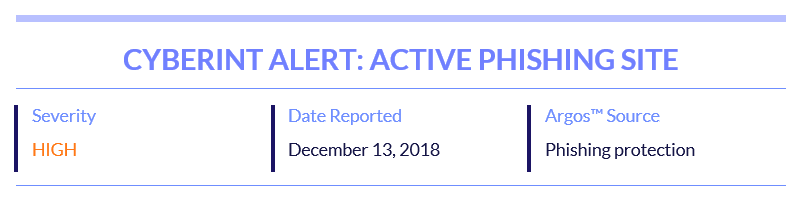 CYBERINT ALERT: ACTIVE PHISHING SITE
Severity
HIGH
Date Reported
December 13, 2018
Argos™ Source
Phishing protection